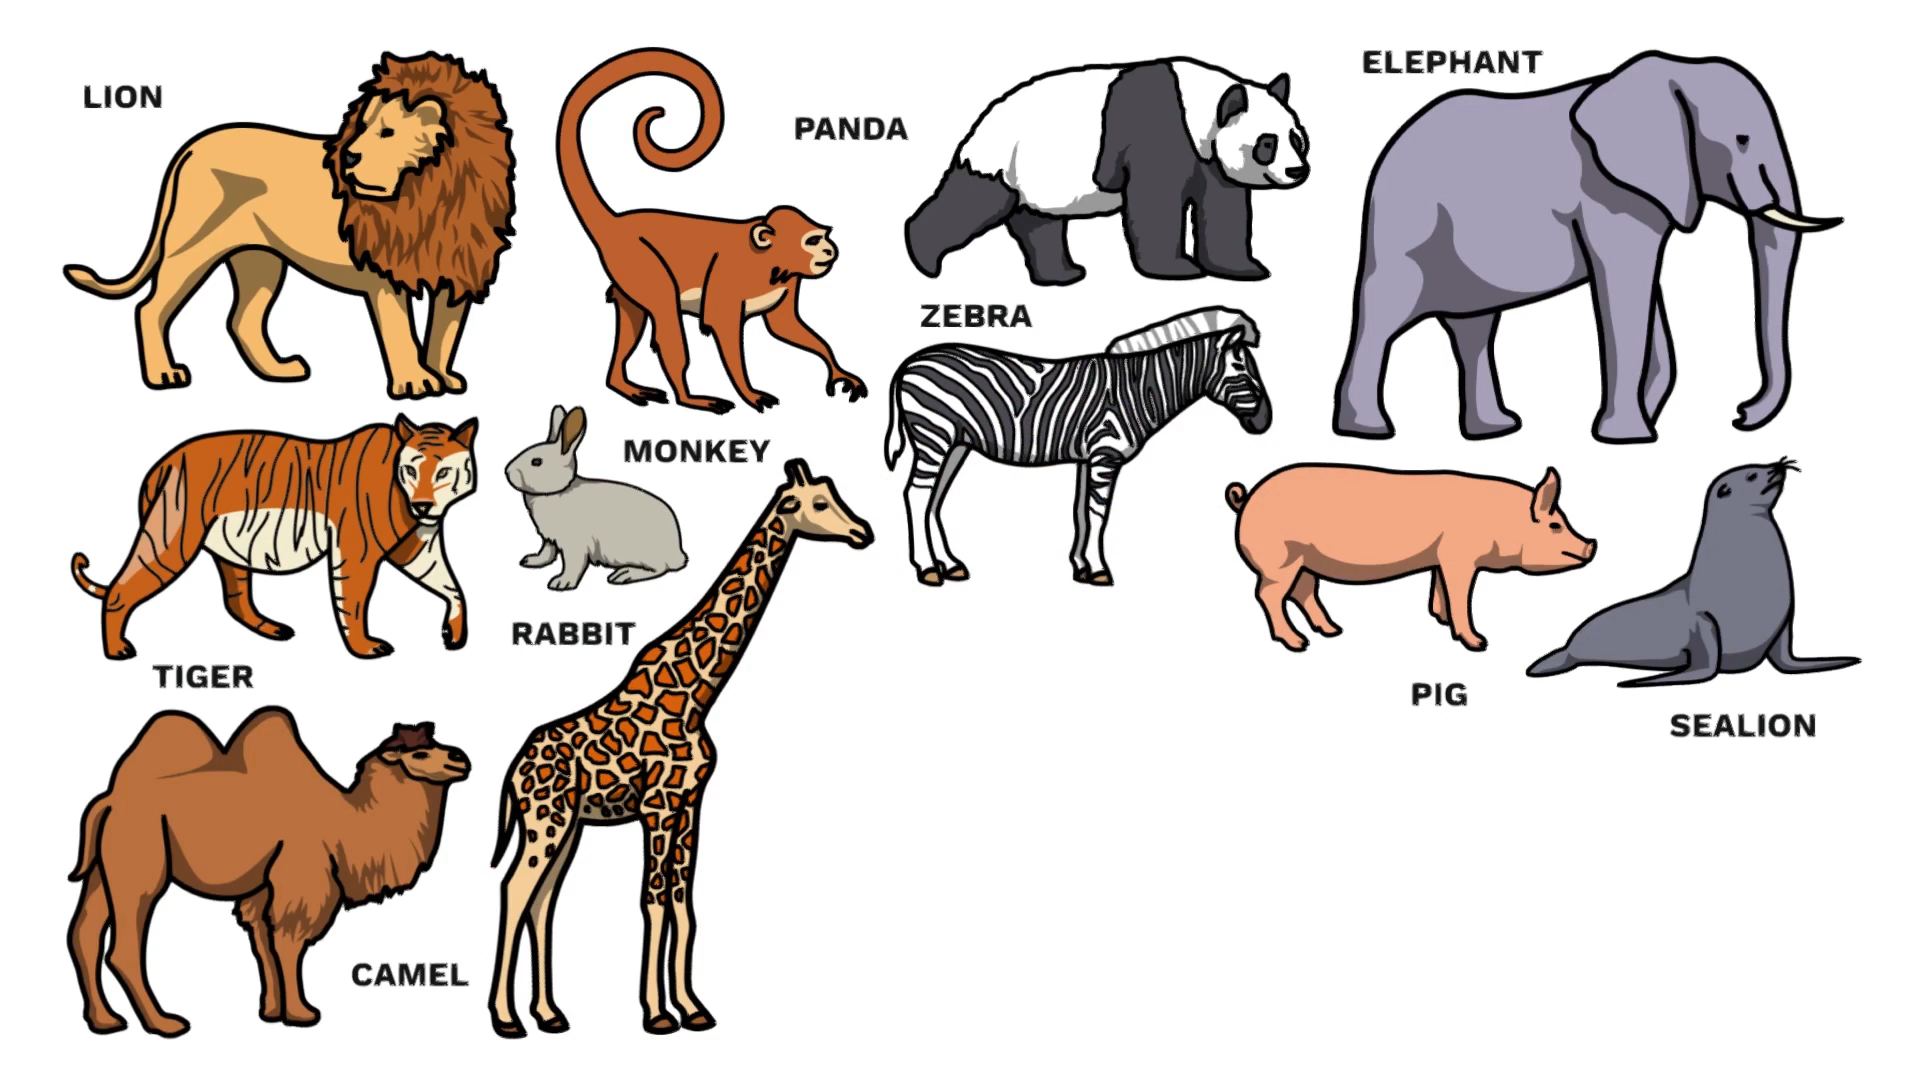 LION
PANDA
ELEPHANT
ZEBRA
MONKEY
RABBIT
TIGER
PIG
SEALION
CAMEL